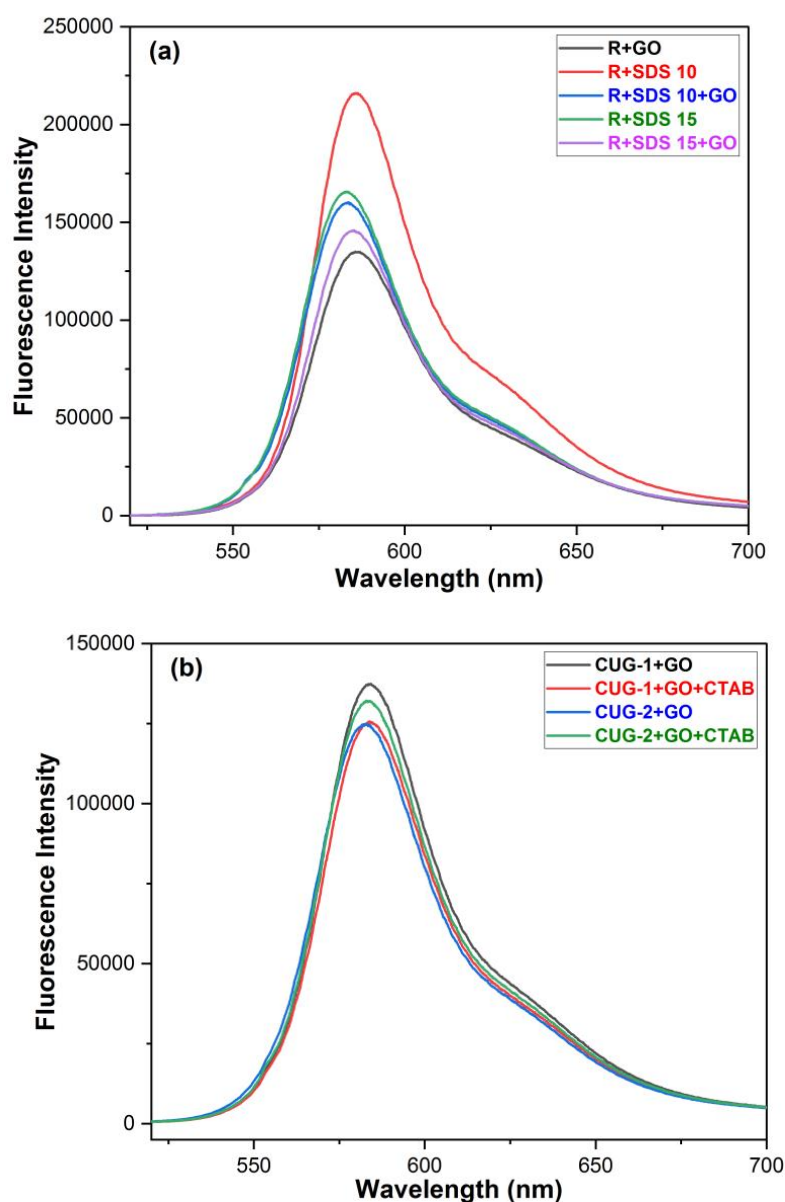 (a)
R+GO
R+SDS 10
R+SDS 10+GO
R+SDS 15
R+SDS 15+GO
250000
200000
150000
100000
50000
0
Fluorescence Intensity
550
600
650
700
Wavelength (nm)
(b)
CUG-1+GO
CUG-1+GO+CTAB
CUG-2+GO
CUG-2+GO+CTAB
150000
100000
50000
0
Fluorescence Intensity
550
600
650
700
Wavelength (nm)